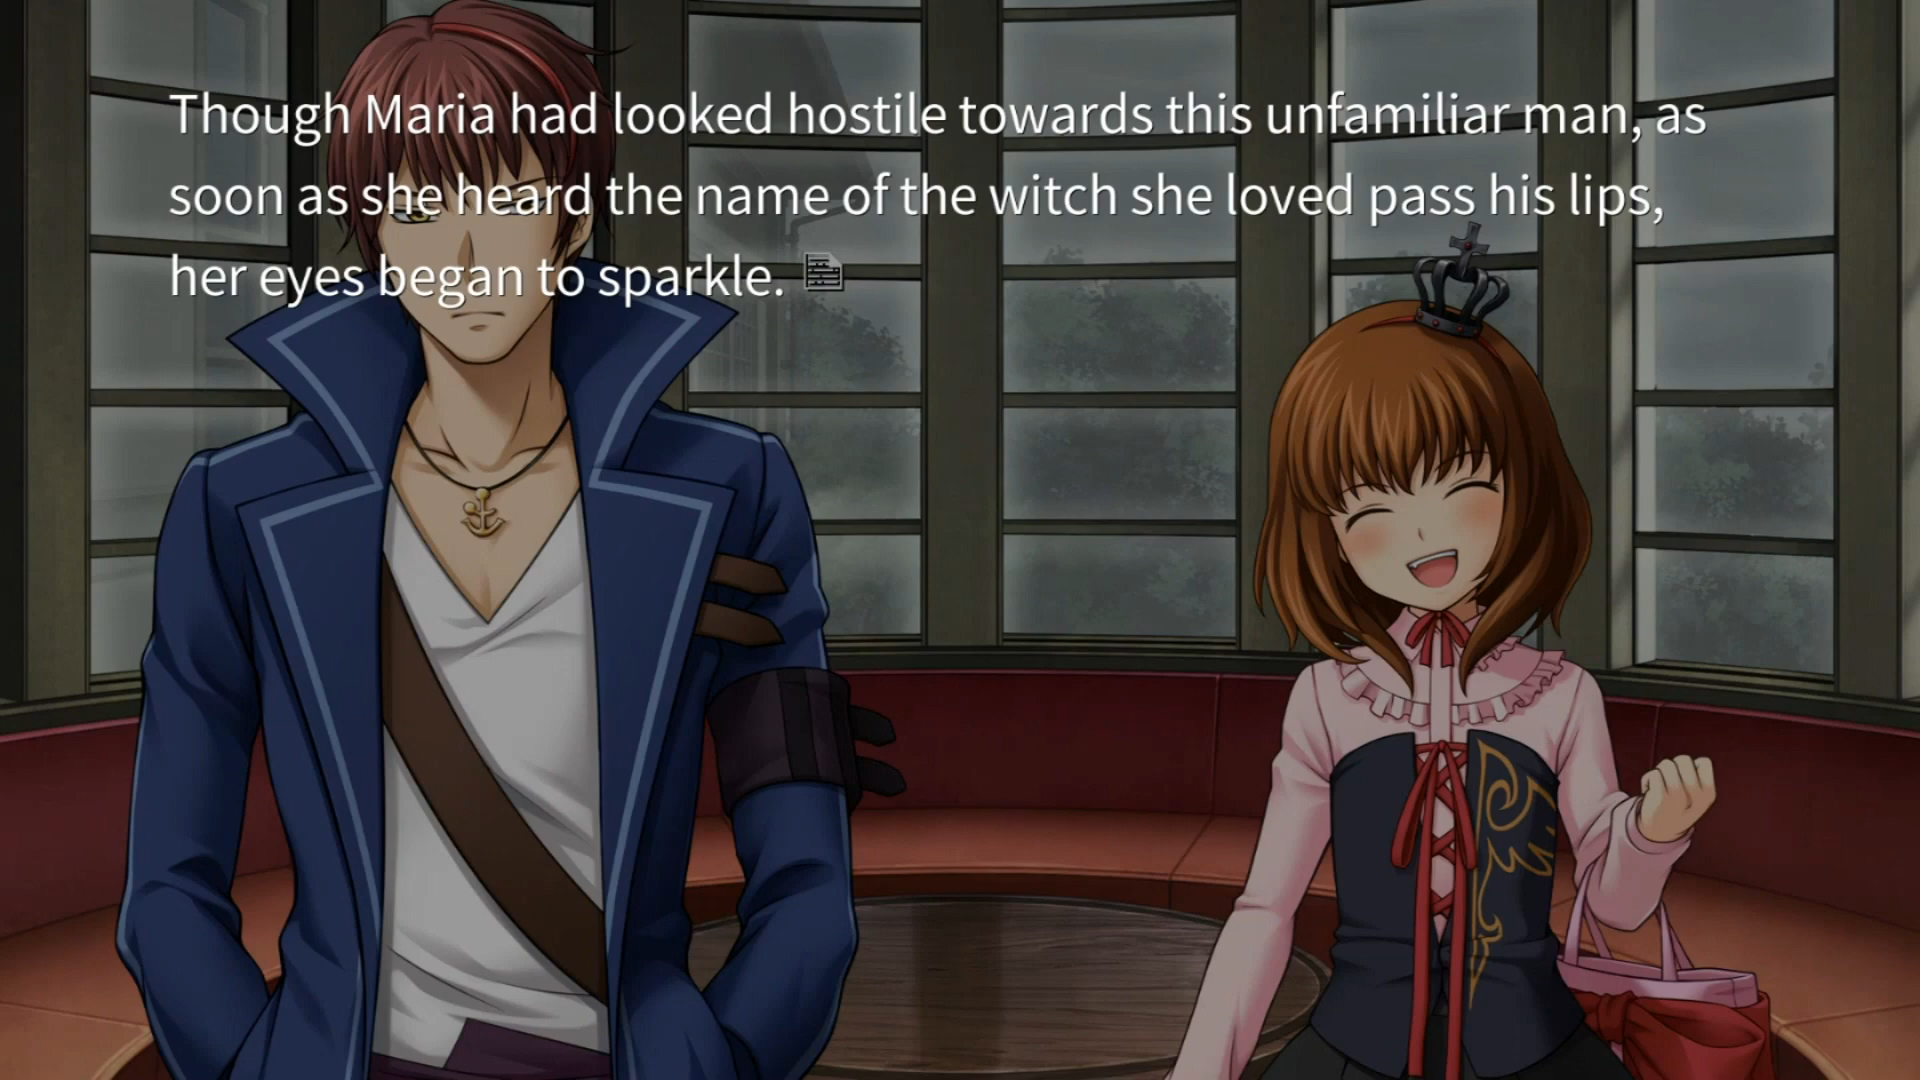 Though Maria had looked hostile towards this unfamiliar man, as
soon as she heard the name of the witch she loved pass his lips,
her eyes began to sparkle.